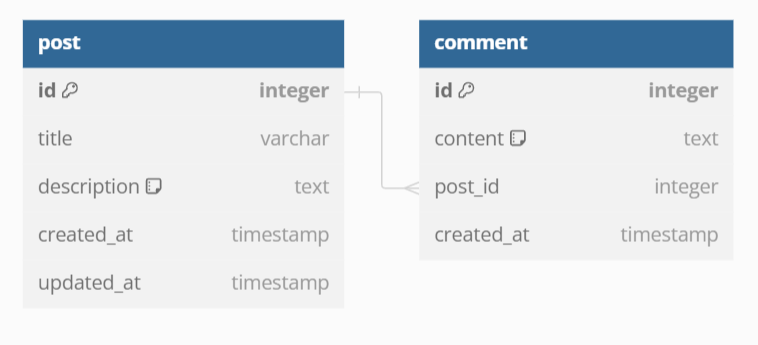 post
id integer
title varchar
description text
created_at timestamp
updated_at timestamp
comment
id integer
content text
post_id integer
created_at timestamp